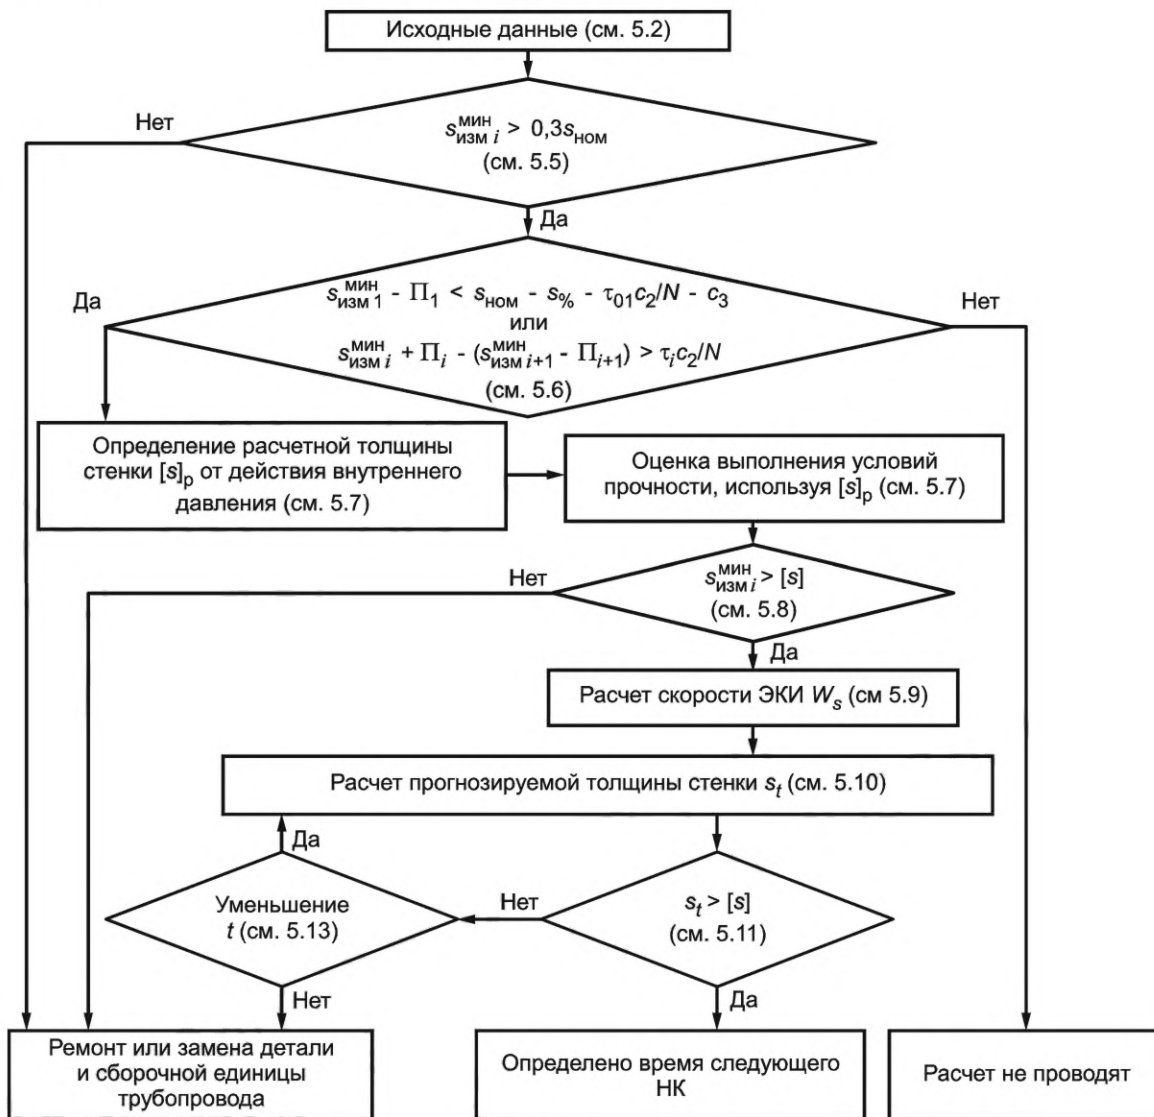 Исходные данные (см. 5.2)
Нет
s^мин_изм i > 0,3s_ном
(см. 5.5)
Да
Да
s^мин_изм 1 - П_1 < s_ном - s_% - τ_01c_2/N - c_3
или
s^мин_изм i + П_i - (s^мин_изм i+1 - П_i+1) > τ_ic_2/N
(см. 5.6)
Нет
Определение расчетной толщины
стенки [s]_р от действия внутреннего
давления (см. 5.7)
Оценка выполнения условий
прочности, используя [s]_р (см. 5.7)
Нет
s^мин_изм i > [s]
(см. 5.8)
Да
Расчет скорости ЭКИ W_s (см 5.9)
Расчет прогнозируемой толщины стенки s_t (см. 5.10)
Да
Уменьшение
t (см. 5.13)
Нет
s_t > [s]
(см. 5.11)
Нет
Да
Ремонт или замена детали
и сборочной единицы
трубопровода
Определено время следующего
НК
Расчет не проводят